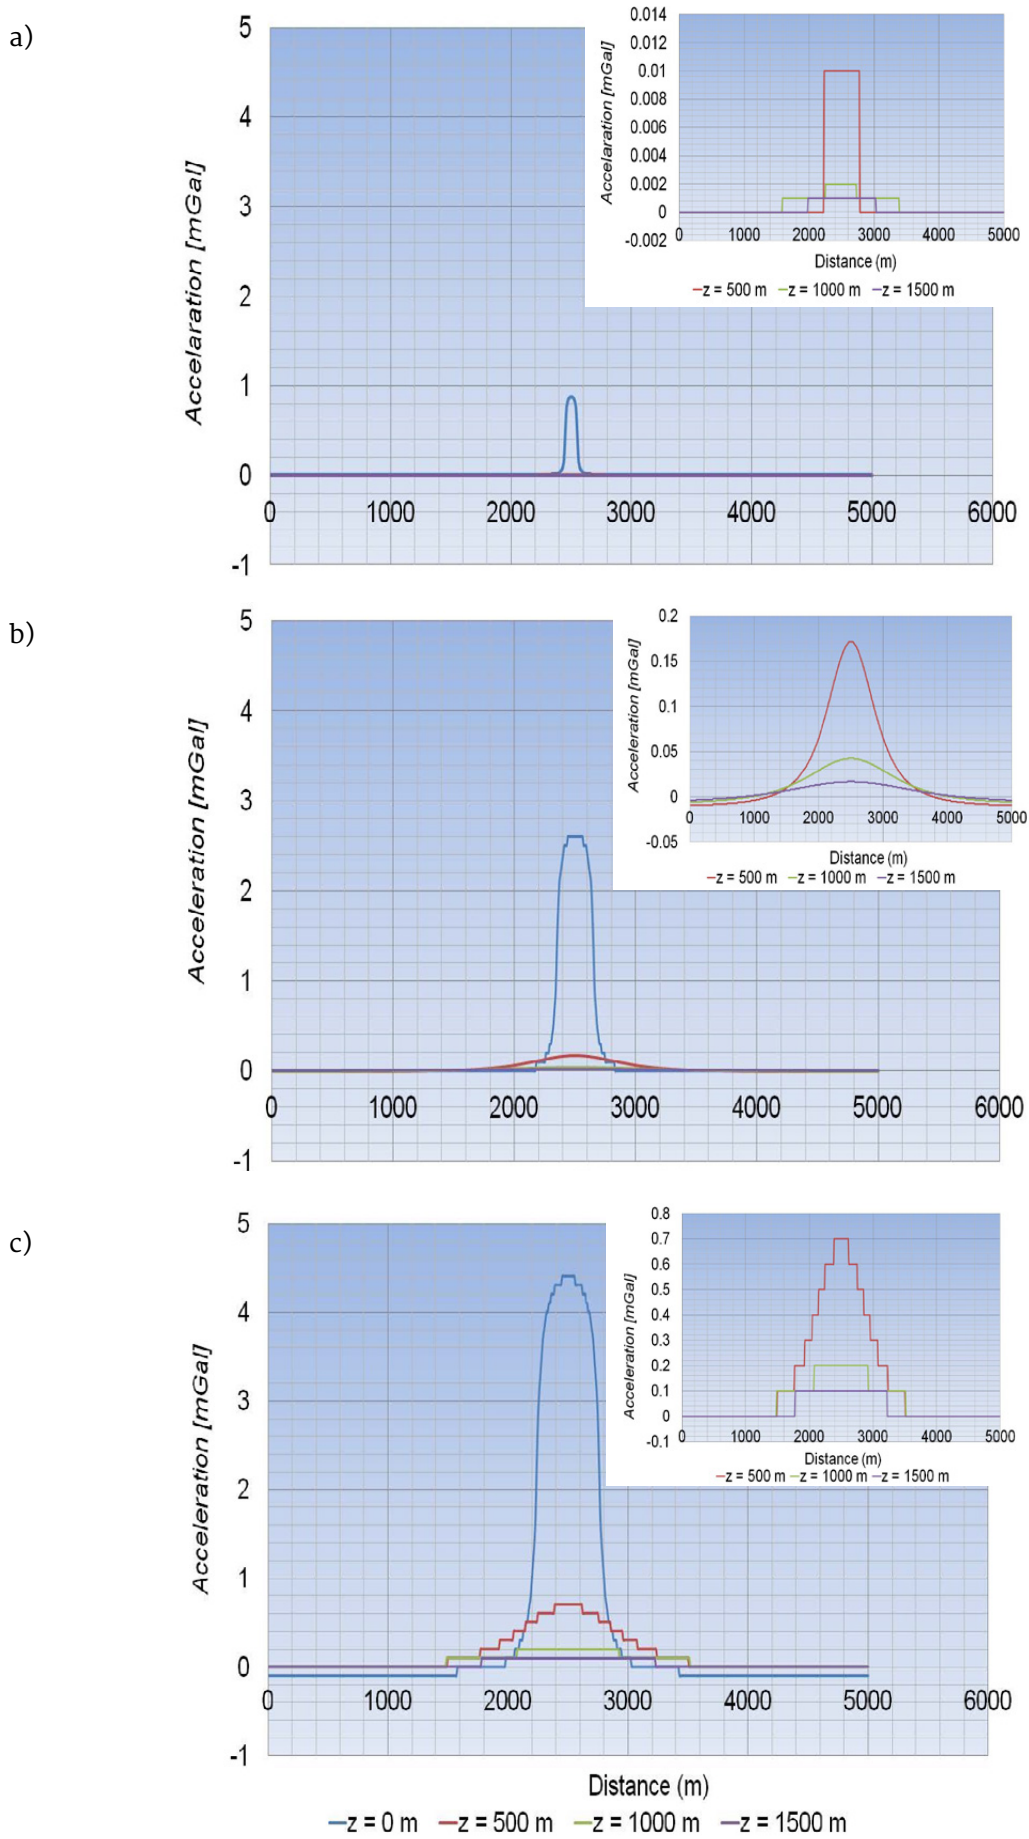 a)
5
4
3
2
1
0
-1
Accelaration [mGal]
0 1000 2000 3000 4000 5000 6000
0.014
0.012
0.01
0.008
0.006
0.004
0.002
0
-0.002
Accelaration [mGal]
0 1000 2000 3000 4000 5000
Distance (m)
z = 500 m z = 1000 m z = 1500 m
b)
5
4
3
2
1
0
-1
Acceleration [mGal]
0 1000 2000 3000 4000 5000 6000
0.2
0.15
0.1
0.05
0
-0.05
Acceleration [mGal]
0 1000 2000 3000 4000 5000
Distance (m)
z = 500 m z = 1000 m z = 1500 m
c)
5
4
3
2
1
0
-1
Acceleration [mGal]
0 1000 2000 3000 4000 5000 6000
0.8
0.7
0.6
0.5
0.4
0.3
0.2
0.1
0
-0.1
Acceleration [mGal]
0 1000 2000 3000 4000 5000
Distance (m)
z = 500 m z = 1000 m z = 1500 m
Distance (m)
z = 0 m z = 500 m z = 1000 m z = 1500 m